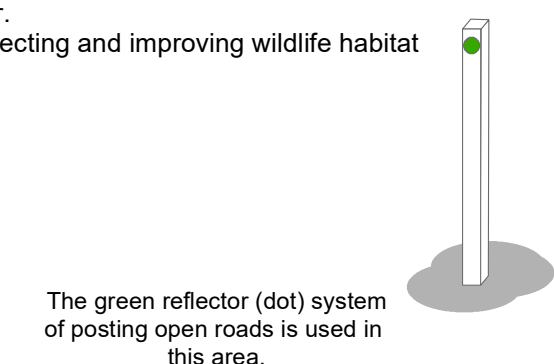 r.
ecting and improving wildlife habitat
The green reflector (dot) system
of posting open roads is used in
this area.